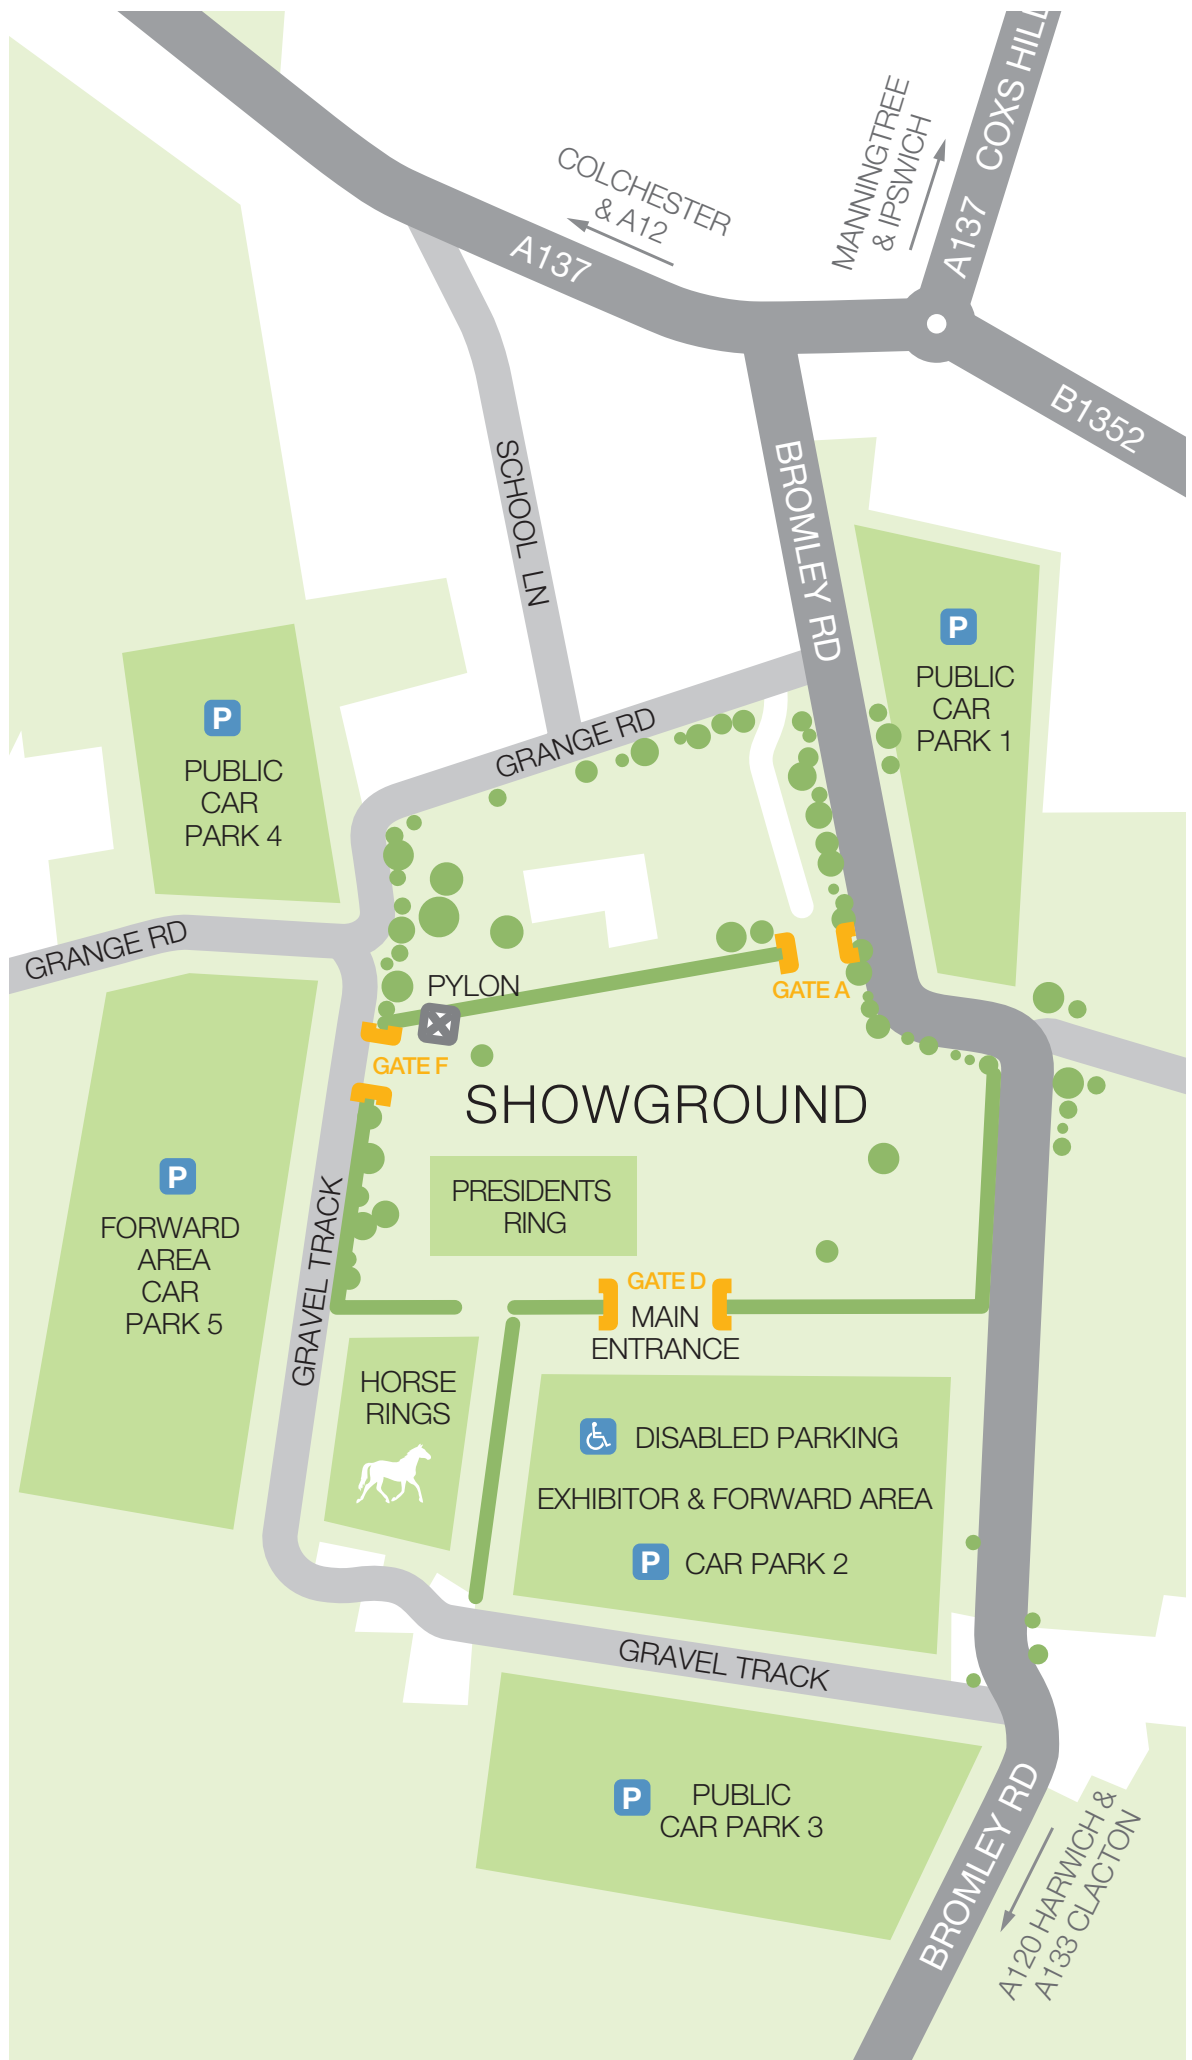 COXS HILL
A137
MANNINGTREE
& IPSWICH
COLCHESTER
& A12
A137
B1352
SCHOOL LN
BROMLEY RD
P
PUBLIC
CAR
PARK 1
GRANGE RD
P
PUBLIC
CAR
PARK 4
GRANGE RD
PYLON
GATE A
GATE F
SHOWGROUND
P
FORWARD
AREA
CAR
PARK 5
PRESIDENTS
RING
GRAVEL TRACK
GATE D
MAIN
ENTRANCE
HORSE
RINGS
DISABLED PARKING
EXHIBITOR & FORWARD AREA
P CAR PARK 2
GRAVEL TRACK
P PUBLIC
CAR PARK 3
BROMLEY RD
A120 HARWICH &
A133 CLACTON